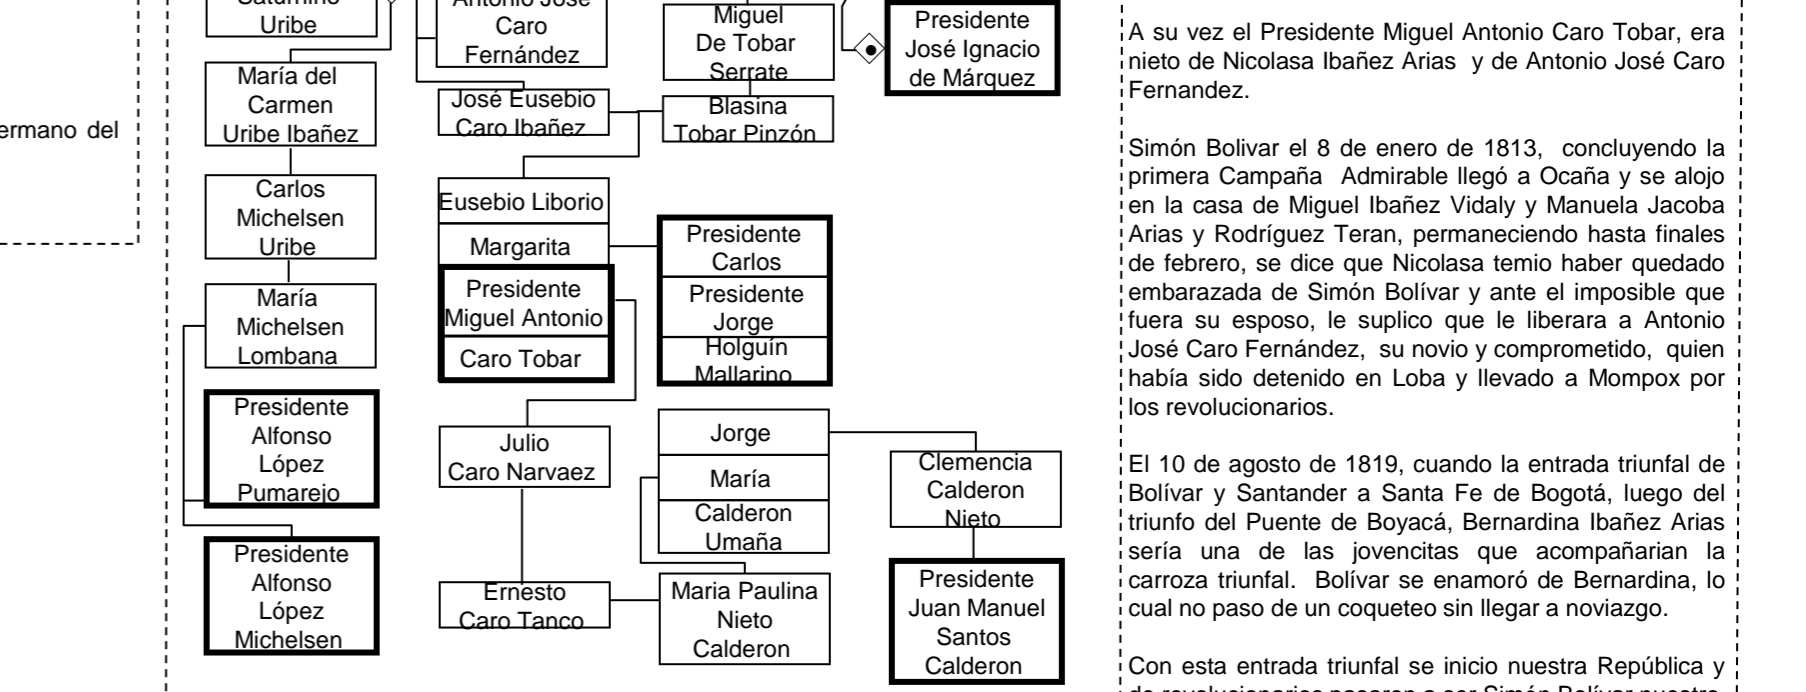 ermano del
Saturnino
Uribe
María del
Carmen
Uribe Ibañez
Carlos
Michelsen
Uribe
María
Michelsen
Lombana
Presidente
Alfonso
López
Pumarejo
Presidente
Alfonso
López
Michelsen
Antonio José
Caro
Fernández
José Eusebio
Caro Ibañez
Eusebio Liborio
Margarita
Presidente
Miguel Antonio
Caro Tobar
Julio
Caro Narvaez
Ernesto
Caro Tanco
Miguel
De Tobar
Serrate
Blasina
Tobar Pinzón
Presidente
Carlos
Presidente
Jorge
Holguín
Mallarino
Jorge
María
Calderon
Umaña
Maria Paulina
Nieto
Calderon
Presidente
José Ignacio
de Márquez
Clemencia
Calderon
Nieto
Presidente
Juan Manuel
Santos
Calderon
A su vez el Presidente Miguel Antonio Caro Tobar, era
nieto de Nicolasa Ibañez Arias y de Antonio José Caro
Fernandez.
Simón Bolivar el 8 de enero de 1813, concluyendo la
primera Campaña Admirable llegó a Ocaña y se alojo
en la casa de Miguel Ibañez Vidaly y Manuela Jacoba
Arias y Rodríguez Teran, permaneciendo hasta finales
de febrero, se dice que Nicolasa temio haber quedado
embarazada de Simón Bolívar y ante el imposible que
fuera su esposo, le suplico que le liberara a Antonio
José Caro Fernández, su novio y comprometido, quien
había sido detenido en Loba y llevado a Mompox por
los revolucionarios.
El 10 de agosto de 1819, cuando la entrada triunfal de
Bolívar y Santander a Santa Fe de Bogotá, luego del
triunfo del Puente de Boyacá, Bernardina Ibañez Arias
sería una de las jovencitas que acompañarian la
carroza triunfal. Bolívar se enamoró de Bernardina, lo
cual no paso de un coqueteo sin llegar a noviazgo.
Con esta entrada triunfal se inicio nuestra República y
de revolucionarios pasaron a ser Simón Bolívar nuestro